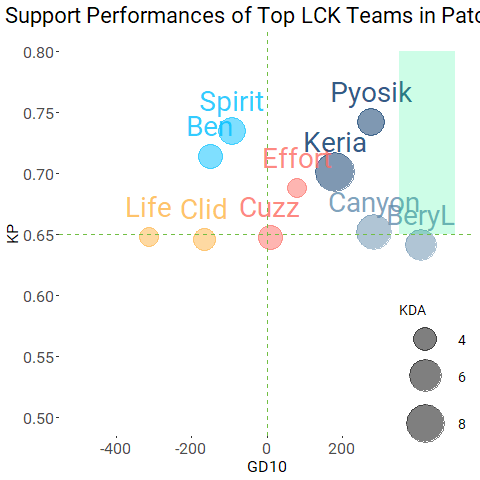 Support Performances of Top LCK Teams in Patc
0.80
0.75
0.70
0.65
0.60
0.55
0.50
KP
Pyosik
Spirit
Ben
Keria
Effort
Canyon
Life
Clid
Cuzz
BeryL
KDA
4
6
8
-400
-200
0
200
GD10